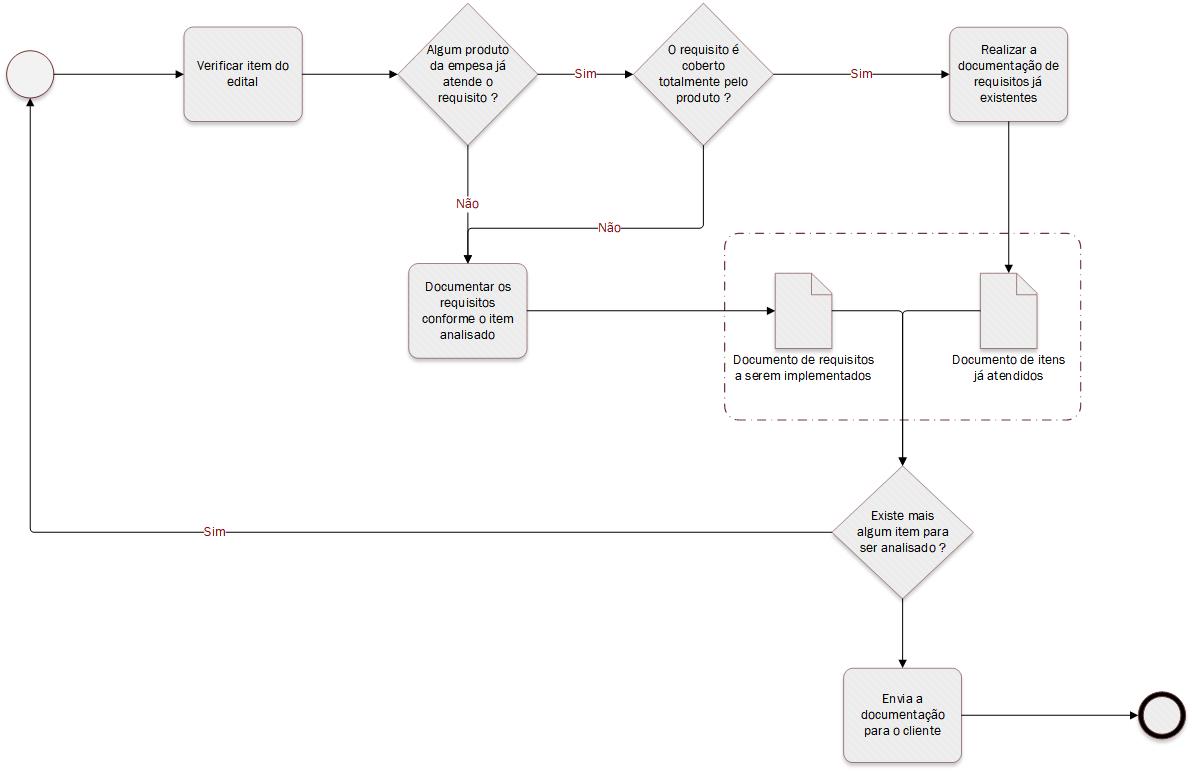 Verificar item do
edital
Algum produto
da empesa já
atende o
requisito ?
Sim
O requisito é
coberto
totalmente pelo
produto ?
Sim
Realizar a
documentação de
requisitos já
existentes
Não
Não
Documentar os
requisitos
conforme o item
analisado
Documento de requisitos
a serem implementados
Documento de itens
já atendidos
Existe mais
algum item para
ser analisado ?
Sim
Envia a
documentação
para o cliente